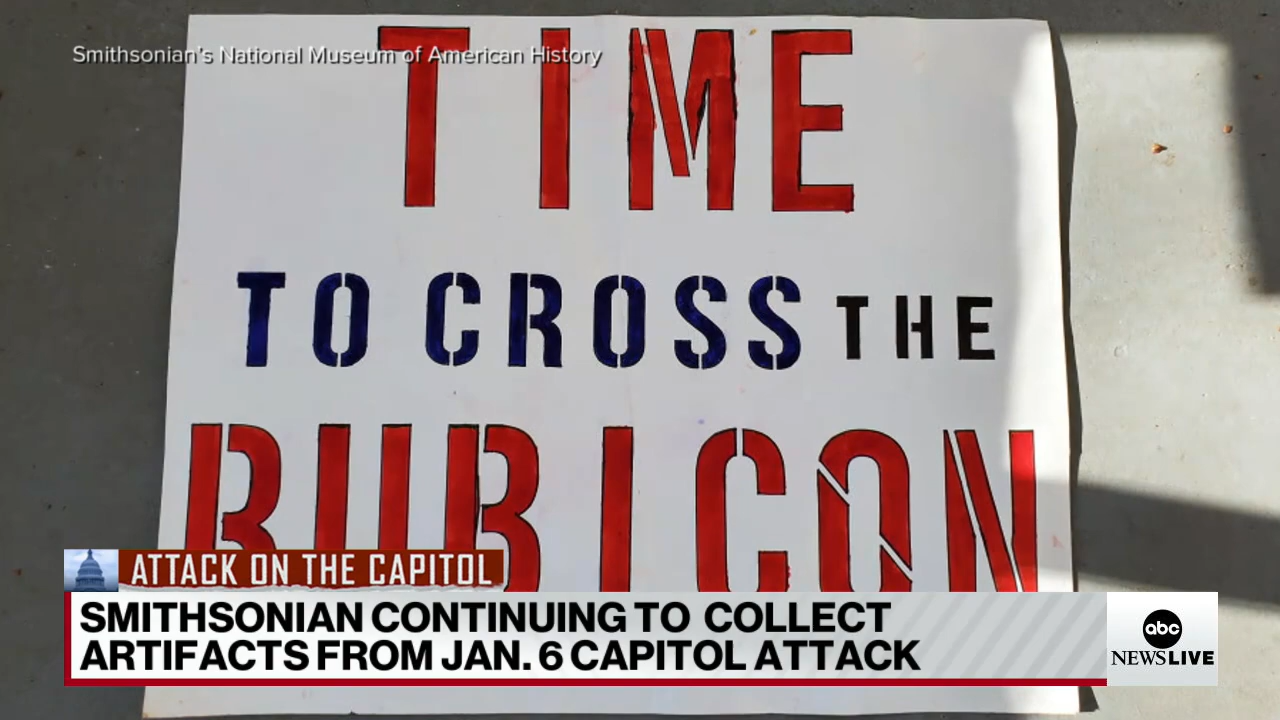 Smithsonian's National Museum of American History
TIME
TO CROSS THE
RUBICON
ATTACK ON THE CAPITOL
SMITHSONIAN CONTINUING TO COLLECT
ARTIFACTS FROM JAN. 6 CAPITOL ATTACK
abc
NEWS LIVE